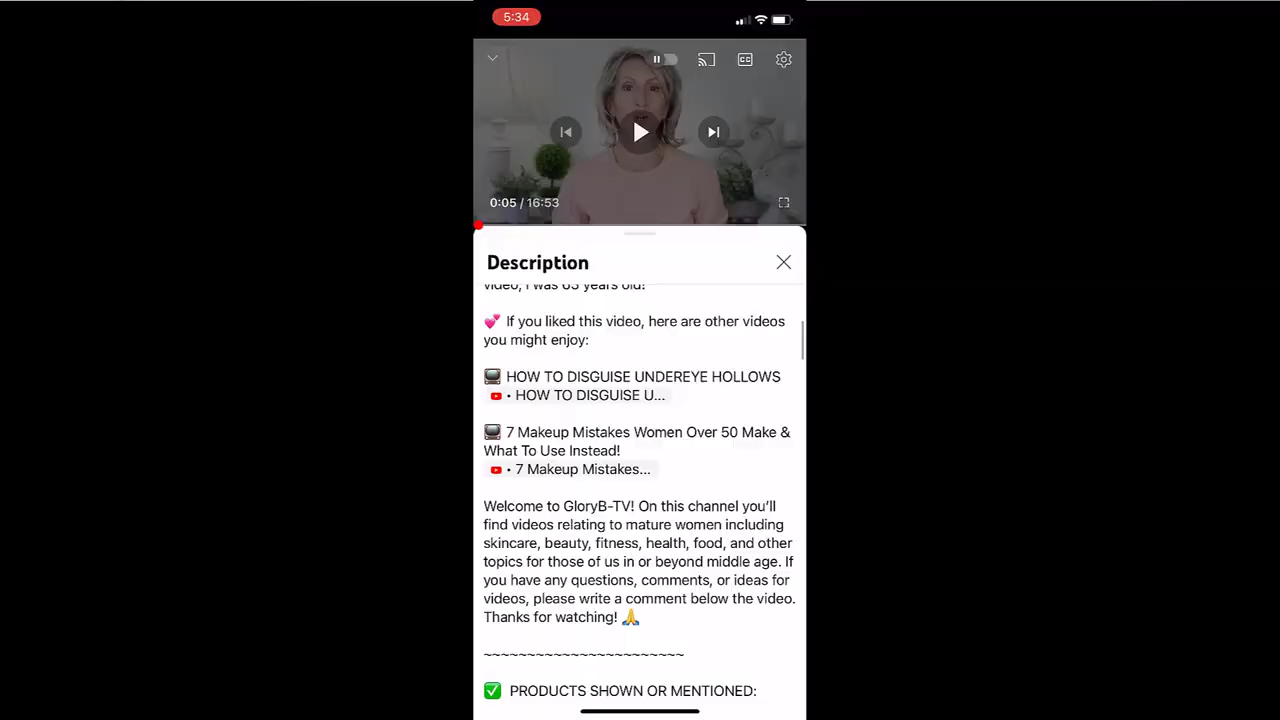 5:34
0:05 / 16:53
Description
video, I was 63 years old!
💕 If you liked this video, here are other videos
you might enjoy:
📺 HOW TO DISGUISE UNDEREYE HOLLOWS
• HOW TO DISGUISE U...
📺 7 Makeup Mistakes Women Over 50 Make &
What To Use Instead!
• 7 Makeup Mistakes...
Welcome to GloryB-TV! On this channel you’ll
find videos relating to mature women including
skincare, beauty, fitness, health, food, and other
topics for those of us in or beyond middle age. If
you have any questions, comments, or ideas for
videos, please write a comment below the video.
Thanks for watching! 🙏
~~~~~~~~~~~~~~~~~~~~~~~
✅ PRODUCTS SHOWN OR MENTIONED: